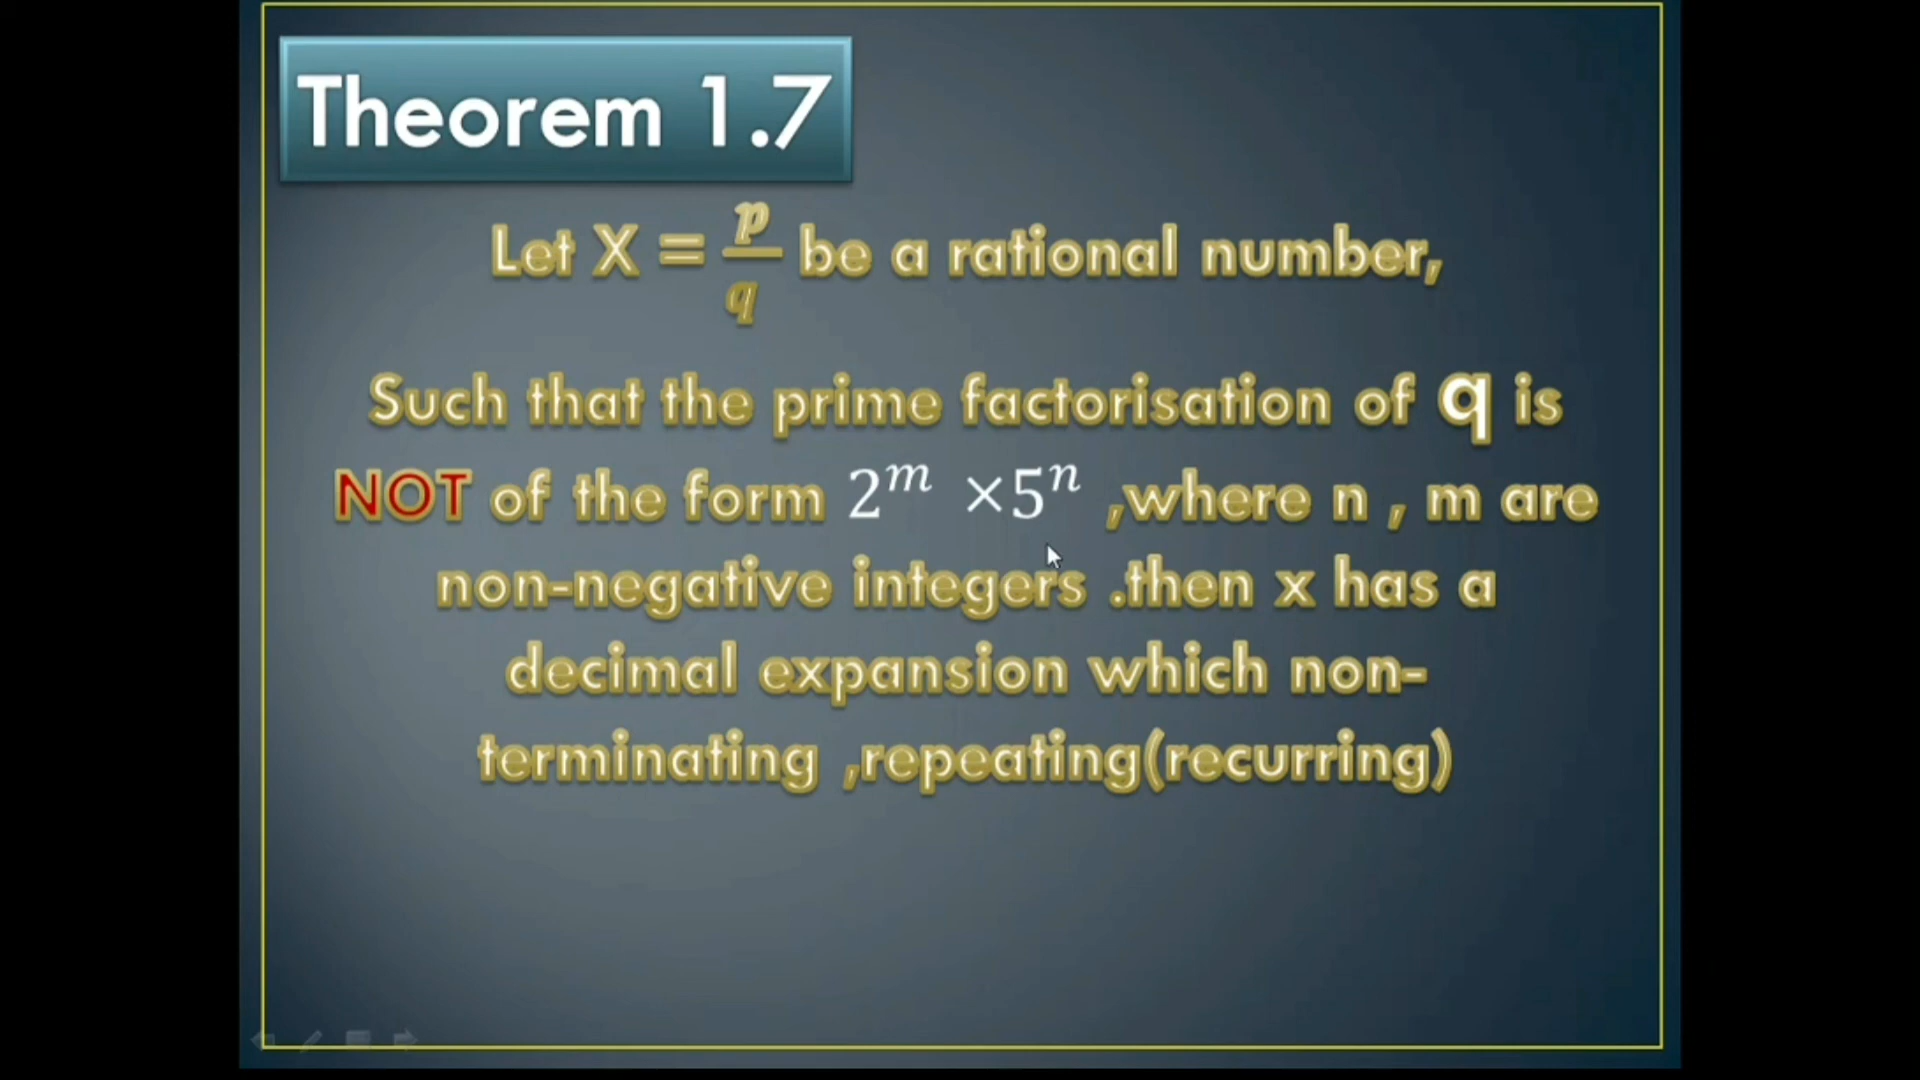 Theorem 1.7
Let X = p/q be a rational number,
Such that the prime factorisation of q is
NOT of the form 2^m ×5^n ,where n , m are
non-negative integers .then x has a
decimal expansion which non-
terminating ,repeating(recurring)